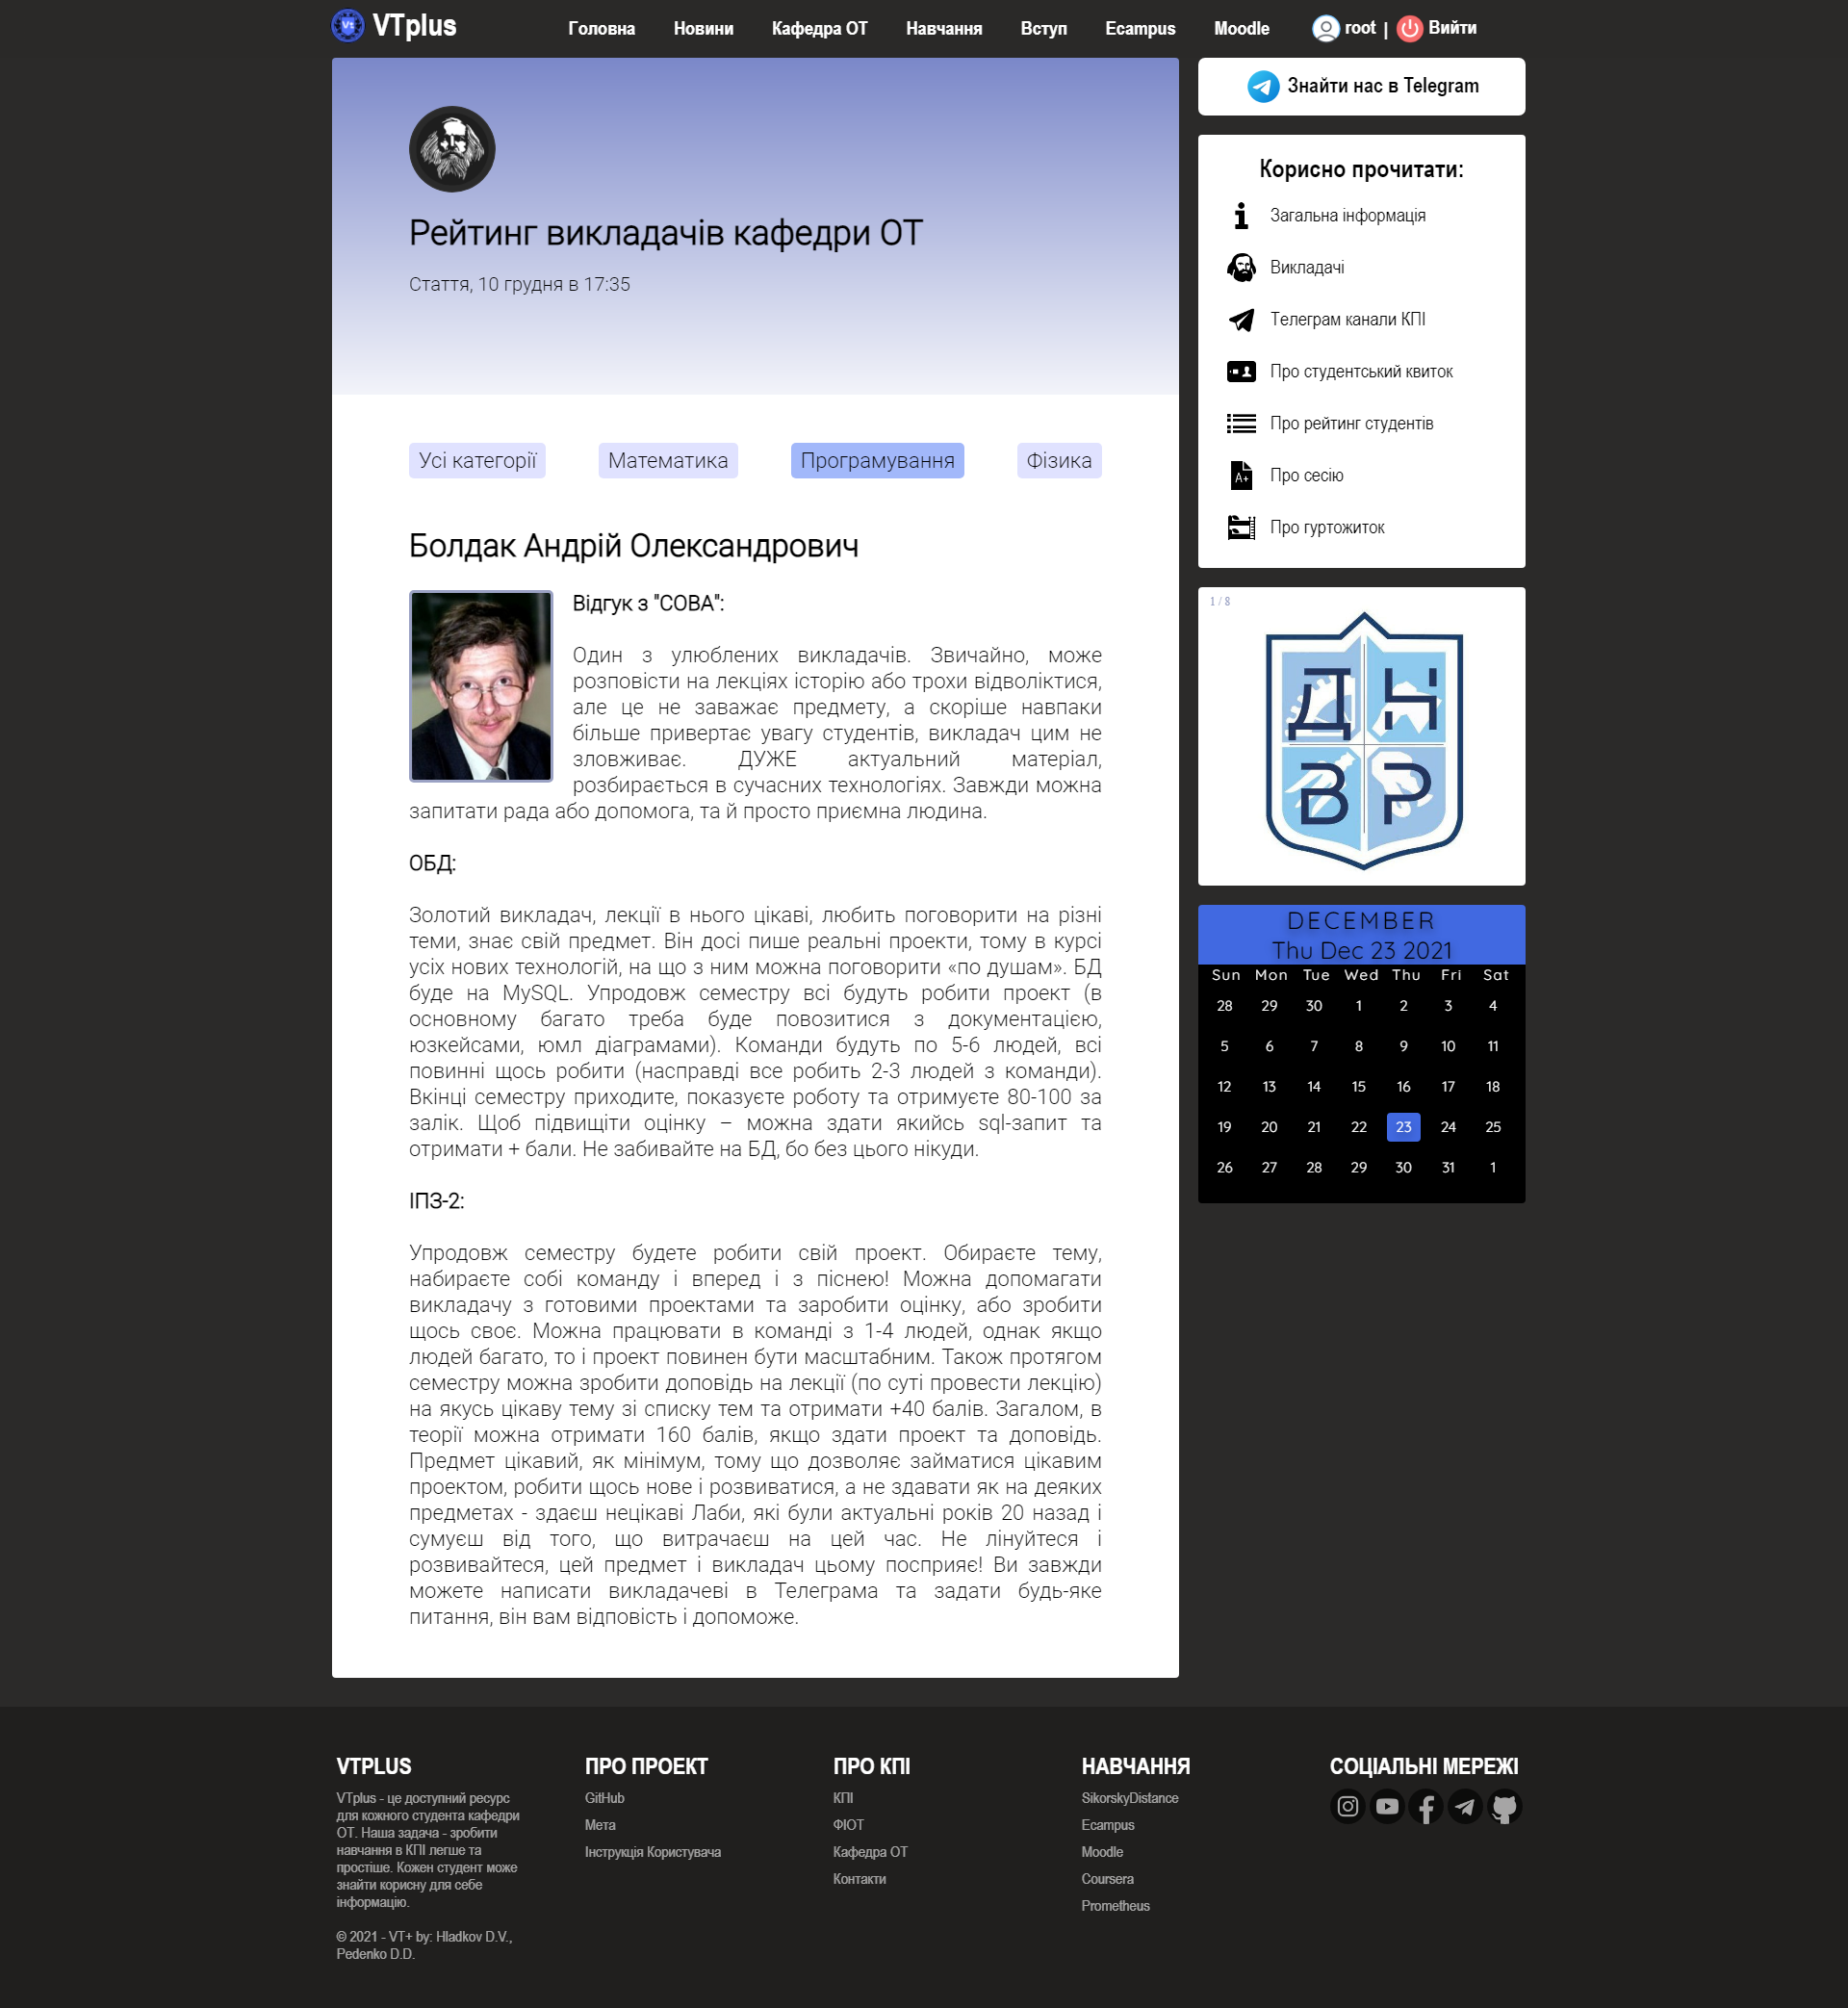 VTplus
Головна Новини Кафедра ОТ Навчання Вступ Ecampus Moodle root | Вийти
Рейтинг викладачів кафедри ОТ
Стаття, 10 грудня в 17:35
Усі категорії Математика Програмування Фізика
Болдак Андрій Олександрович
Відгук з "СОВА":
Один з улюблених викладачів. Звичайно, може
розповісти на лекціях історію або трохи відволіктися,
але це не заважає предмету, а скоріше навпаки
більше привертає увагу студентів, викладач цим не
зловживає. ДУЖЕ актуальний матеріал,
розбирається в сучасних технологіях. Завжди можна
запитати рада або допомога, та й просто приємна людина.
ОБД:
Золотий викладач, лекції в нього цікаві, любить поговорити на різні
теми, знає свій предмет. Він досі пише реальні проекти, тому в курсі
усіх нових технологій, на що з ним можна поговорити «по душам». БД
буде на MySQL. Упродовж семестру всі будуть робити проект (в
основному багато треба буде повозитися з документацією,
юзкейсами, юмл діаграмами). Команди будуть по 5-6 людей, всі
повинні щось робити (насправді все робить 2-3 людей з команди).
Вкінці семестру приходите, показуєте роботу та отримуєте 80-100 за
залік. Щоб підвищіти оцінку – можна здати якийсь sql-запит та
отримати + бали. Не забивайте на БД, бо без цього нікуди.
ІПЗ-2:
Упродовж семестру будете робити свій проект. Обираєте тему,
набираєте собі команду і вперед і з піснею! Можна допомагати
викладачу з готовими проектами та заробити оцінку, або зробити
щось своє. Можна працювати в команді з 1-4 людей, однак якщо
людей багато, то і проект повинен бути масштабним. Також протягом
семестру можна зробити доповідь на лекції (по суті провести лекцію)
на якусь цікаву тему зі списку тем та отримати +40 балів. Загалом, в
теорії можна отримати 160 балів, якщо здати проект та доповідь.
Предмет цікавий, як мінімум, тому що дозволяє займатися цікавим
проектом, робити щось нове і розвиватися, а не здавати як на деяких
предметах - здаєш нецікаві Лаби, які були актуальні років 20 назад і
сумуєш від того, що витрачаєш на цей час. Не лінуйтеся і
розвивайтеся, цей предмет і викладач цьому посприяє! Ви завжди
можете написати викладачеві в Телеграма та задати будь-яке
питання, він вам відповість і допоможе.
Знайти нас в Telegram
Корисно прочитати:
Загальна інформація
Викладачі
Телеграм канали КПІ
Про студентський квиток
Про рейтинг студентів
A+ Про сесію
Про гуртожиток
1 / 8
Д Н
В Р
DECEMBER
Thu Dec 23 2021
Sun Mon Tue Wed Thu Fri Sat
28 29 30 1 2 3 4
5 6 7 8 9 10 11
12 13 14 15 16 17 18
19 20 21 22 23 24 25
26 27 28 29 30 31 1
VTPLUS
VTplus - це доступний ресурс
для кожного студента кафедри
ОТ. Наша задача - зробити
навчання в КПІ легше та
простіше. Кожен студент може
знайти корисну для себе
інформацію.
© 2021 - VT+ by: Hladkov D.V.,
Pedenko D.D.
ПРО ПРОЕКТ
GitHub
Мета
Інструкція Користувача
ПРО КПІ
КПІ
ФІОТ
Кафедра ОТ
Контакти
НАВЧАННЯ
SikorskyDistance
Ecampus
Moodle
Coursera
Prometheus
СОЦІАЛЬНІ МЕРЕЖІ